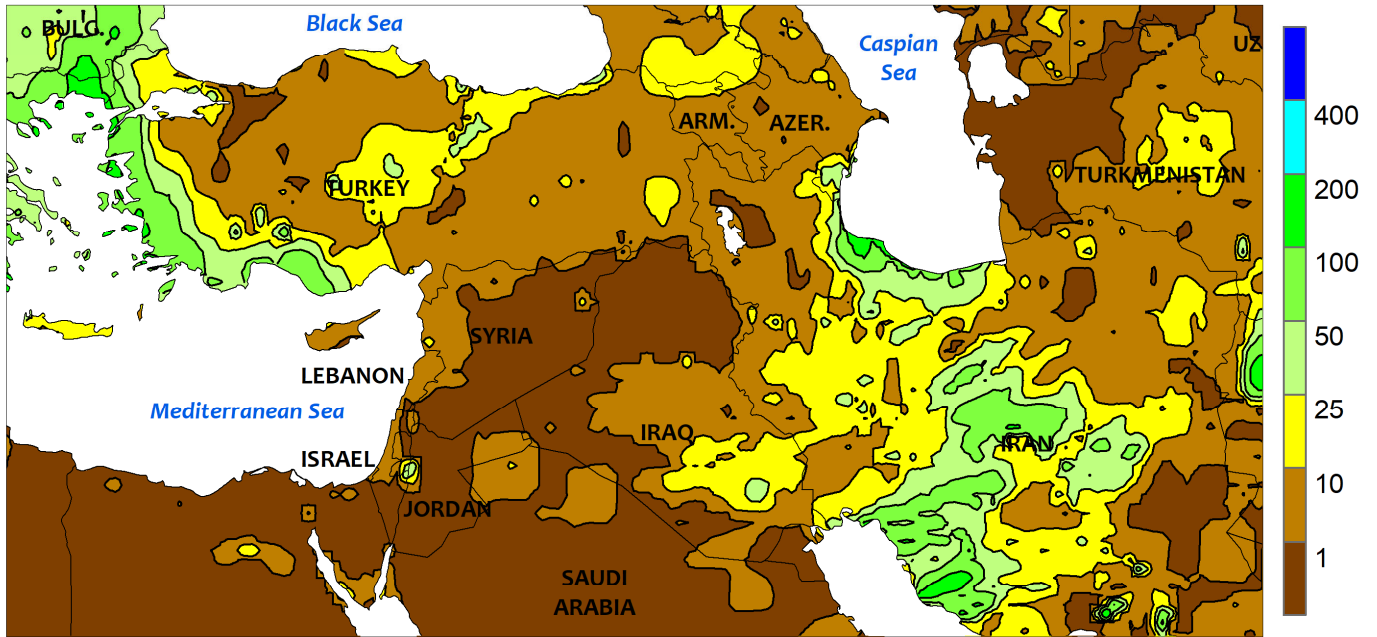 BULG.
Black Sea
Caspian
Sea
UZ
ARM.
AZER.
TURKEY
TURKMENISTAN
SYRIA
LEBANON
Mediterranean Sea
IRAQ
IRAN
ISRAEL
JORDAN
SAUDI
ARABIA
400
200
100
50
25
10
1